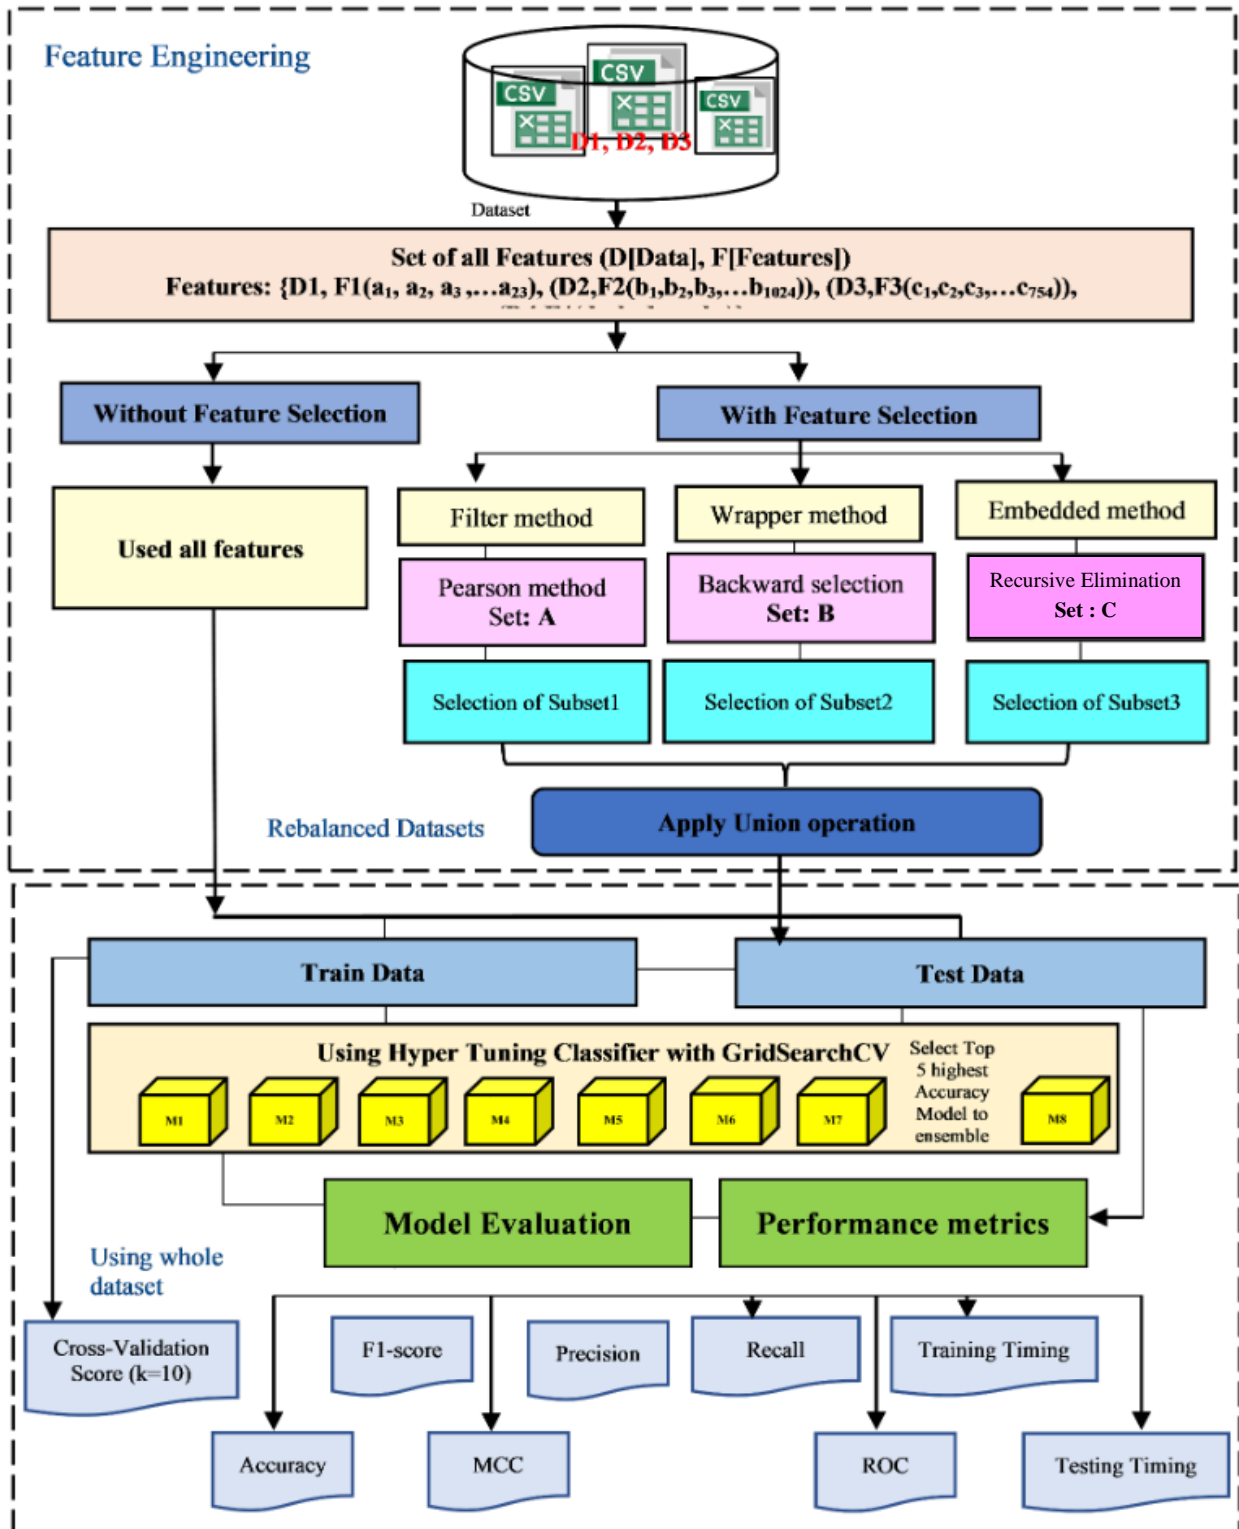 Feature Engineering
CSV
CSV
CSV
D1, D2, D3
Dataset
Set of all Features (D[Data], F[Features])
Features: {D1, F1(a₁, a₂, a₃ ,…a₂₃), (D2,F2(b₁,b₂,b₃,…b₁₀₂₄)), (D3,F3(c₁,c₂,c₃,…c₇₅₄)),
Without Feature Selection
With Feature Selection
Used all features
Filter method
Wrapper method
Embedded method
Pearson method
Set: A
Backward selection
Set: B
Recursive Elimination
Set : C
Selection of Subset1
Selection of Subset2
Selection of Subset3
Rebalanced Datasets
Apply Union operation
Train Data
Test Data
Using Hyper Tuning Classifier with GridSearchCV
Select Top
5 highest
Accuracy
Model to
ensemble
M1
M2
M3
M4
M5
M6
M7
M8
Model Evaluation
Performance metrics
Using whole
dataset
Cross-Validation
Score (k=10)
F1-score
Precision
Recall
Training Timing
Accuracy
MCC
ROC
Testing Timing